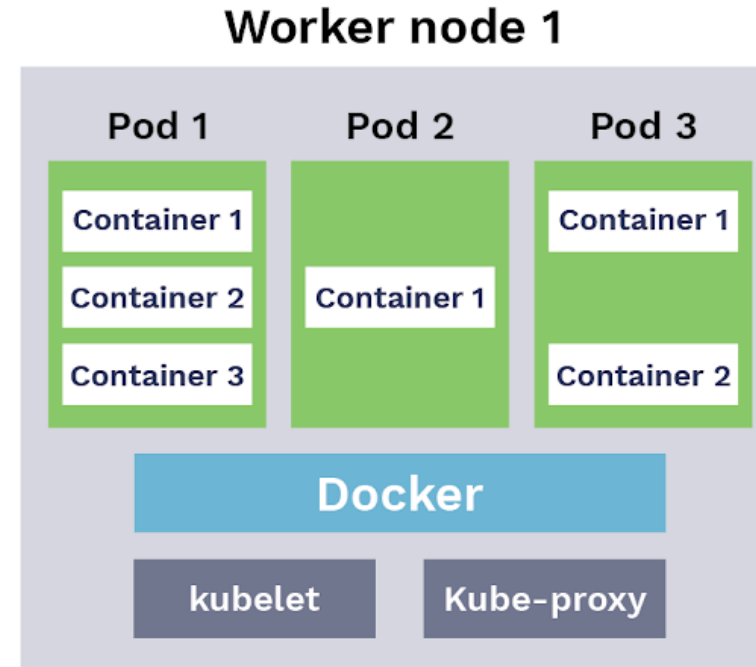 Worker node 1
Pod 1
Container 1
Container 2
Container 3
Pod 2
Container 1
Pod 3
Container 1
Container 2
Docker
kubelet
Kube-proxy